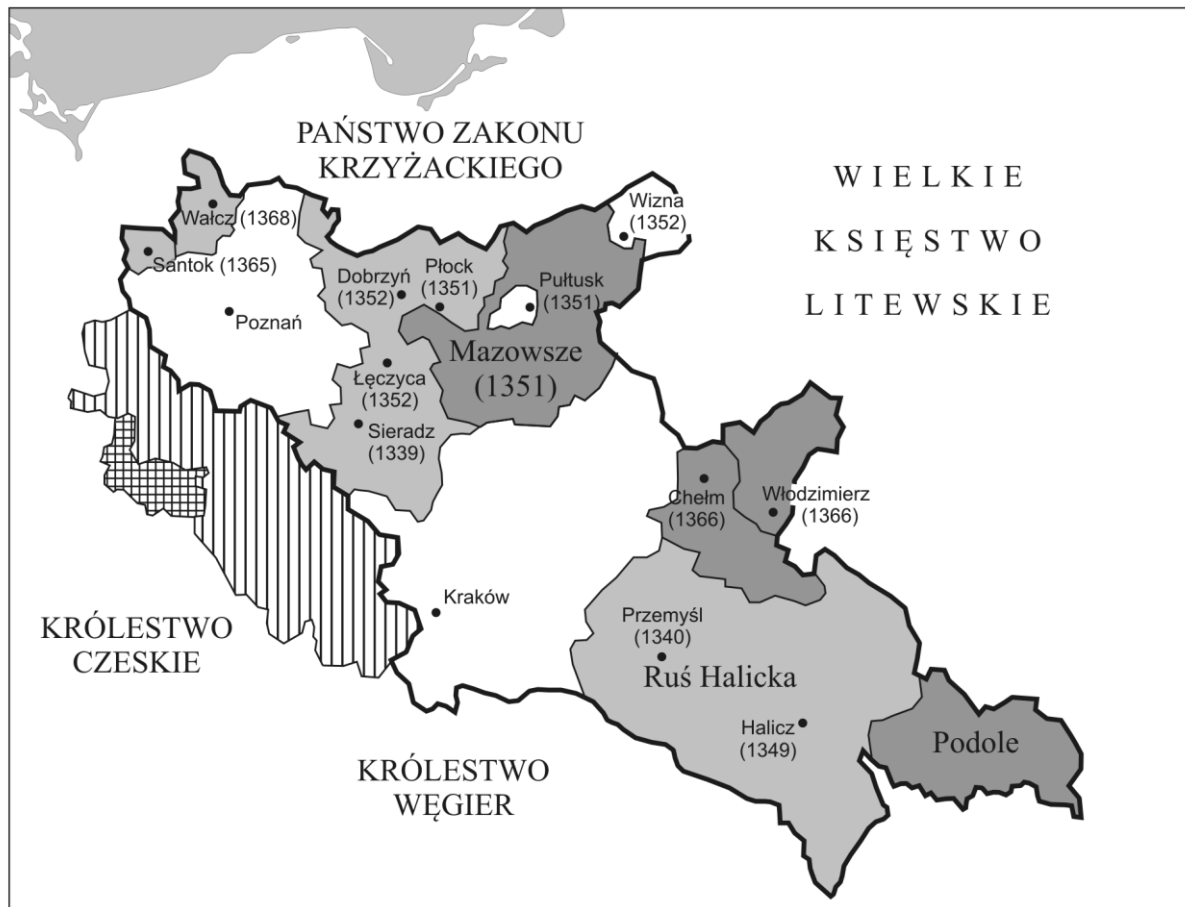 PAŃSTWO ZAKONU
KRZYŻACKIEGO
WIELKIE
KSIĘSTWO
LITEWSKIE
Wałcz (1368)
Santok (1365)
Poznań
Dobrzyń
(1352)
Płock
(1351)
Pułtusk
(1351)
Wizna
(1352)
Mazowsze
(1351)
Łęczyca
(1352)
Sieradz
(1339)
Chełm
(1366)
Włodzimierz
(1366)
KRÓLESTWO
CZESKIE
Kraków
Przemyśl
(1340)
Ruś Halicka
Halicz
(1349)
Podole
KRÓLESTWO
WĘGIER